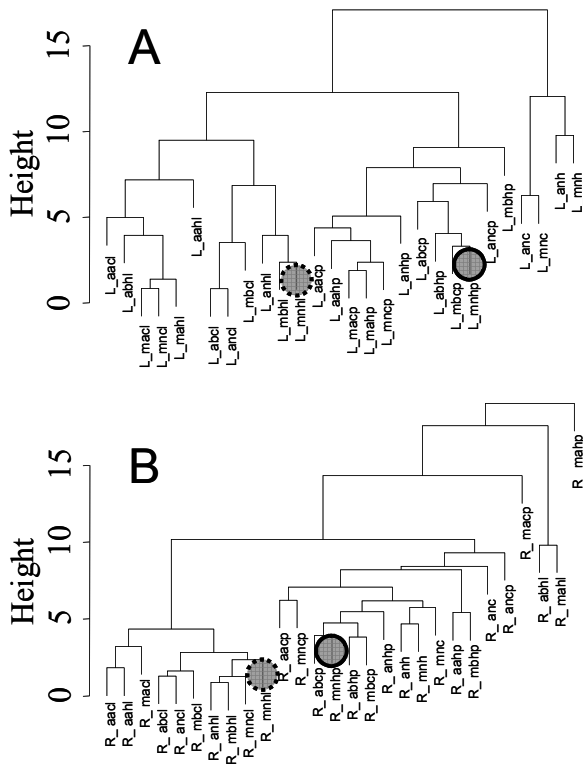 A
Height
15
10
5
0
L_aacl
L_abhl
L_macl
L_mncl
L_mahl
L_aahl
L_abcl
L_ancl
L_mbcl
L_anhl
L_mbhl
L_mnhl
L_aacp
L_aahp
L_macp
L_mahp
L_mncp
L_anhp
L_abcp
L_abhp
L_mbcp
L_mnhp
L_ancp
L_mbhp
L_anc
L_mnc
L_anh
L_mnh
B
Height
15
10
5
0
R_aacl
R_aahl
R_macl
R_abcl
R_ancl
R_mbcl
R_anhl
R_mbhl
R_mncl
R_mnhl
R_aacp
R_mncp
R_abcp
R_mnhp
R_abhp
R_mbcp
R_anhp
R_anh
R_mnh
R_mnc
R_aahp
R_mbhp
R_anc
R_ancp
R_macp
R_abhl
R_mahl
R_mahp